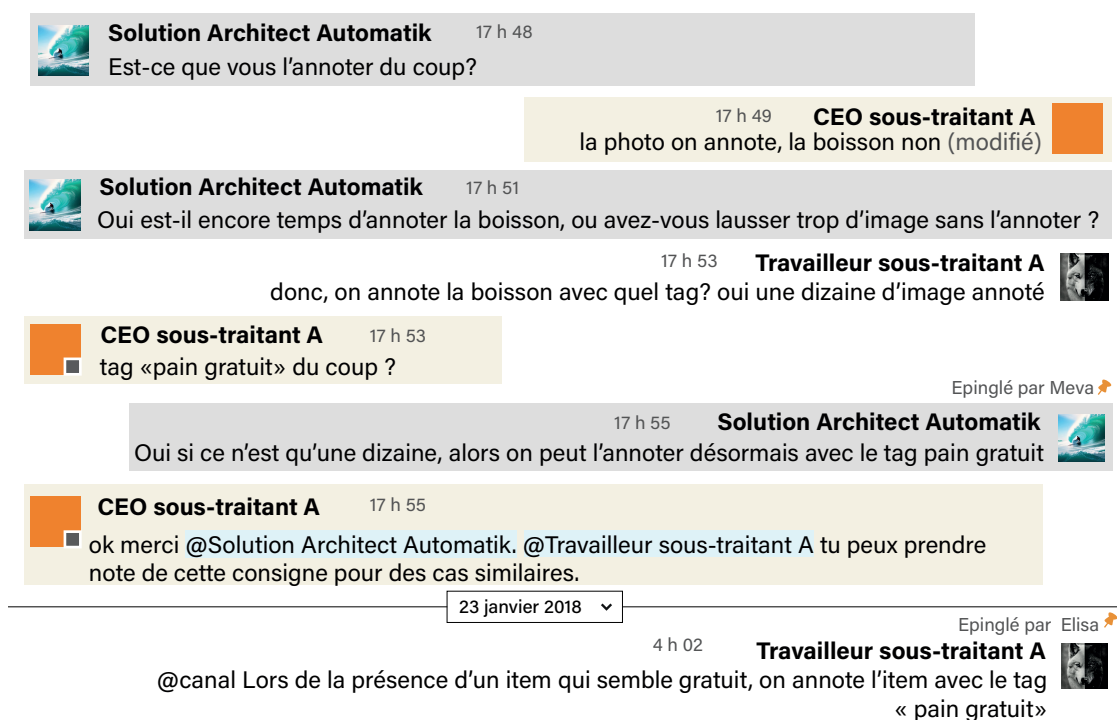 Solution Architect Automatik 17 h 48
Est-ce que vous l’annoter du coup?
17 h 49 CEO sous-traitant A
la photo on annote, la boisson non (modifié)
Solution Architect Automatik 17 h 51
Oui est-il encore temps d’annoter la boisson, ou avez-vous lausser trop d’image sans l’annoter ?
17 h 53 Travailleur sous-traitant A
donc, on annote la boisson avec quel tag? oui une dizaine d’image annoté
CEO sous-traitant A 17 h 53
tag «pain gratuit» du coup ?
Epinglé par Meva
17 h 55 Solution Architect Automatik
Oui si ce n’est qu’une dizaine, alors on peut l’annoter désormais avec le tag pain gratuit
CEO sous-traitant A 17 h 55
ok merci @Solution Architect Automatik. @Travailleur sous-traitant A tu peux prendre
note de cette consigne pour des cas similaires.
23 janvier 2018
Epinglé par Elisa
4 h 02 Travailleur sous-traitant A
@canal Lors de la présence d’un item qui semble gratuit, on annote l’item avec le tag
« pain gratuit»